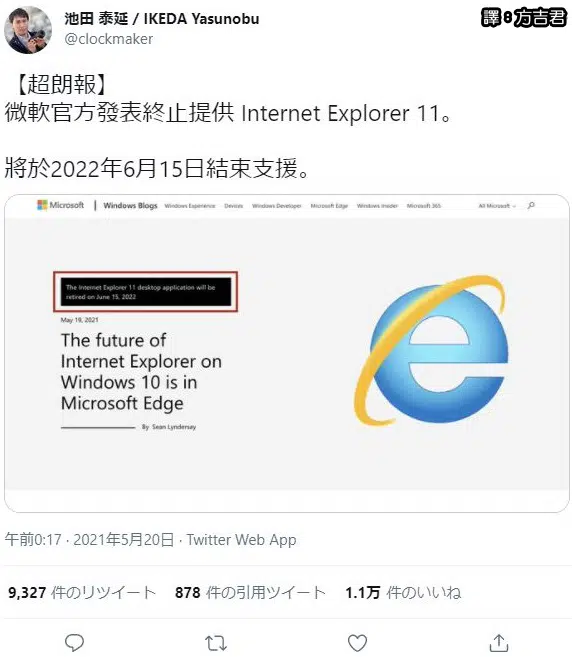 池田 泰延 / IKEDA Yasunobu
@clockmaker
譯8方吉君
【超朗報】
微軟官方發表終止提供 Internet Explorer 11。
將於2022年6月15日結束支援。
Microsoft | Windows Blogs Windows Experience Devices Windows Developer Microsoft Edge Windows Insider Microsoft 365 All Microsoft
The Internet Explorer 11 desktop application will be
retired on June 15, 2022
May 19, 2021
The future of
Internet Explorer on
Windows 10 is in
Microsoft Edge
By Sean Lyndersay
午前0:17 · 2021年5月20日 · Twitter Web App
9,327 件のリツイート 878 件の引用ツイート 1.1万 件のいいね